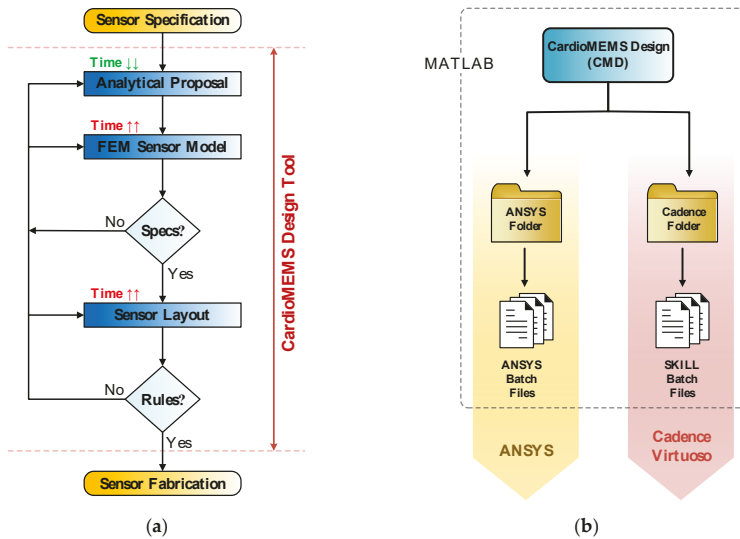 Sensor Specification
Time ↓↓
Analytical Proposal
Time ↑↑
FEM Sensor Model
No
Specs?
Yes
Time ↑↑
Sensor Layout
No
Rules?
Yes
Sensor Fabrication
CardioMEMS Design Tool
(a)
MATLAB
CardioMEMS Design
(CMD)
ANSYS
Folder
Cadence
Folder
ANSYS
Batch
Files
SKILL
Batch
Files
ANSYS
Cadence
Virtuoso
(b)